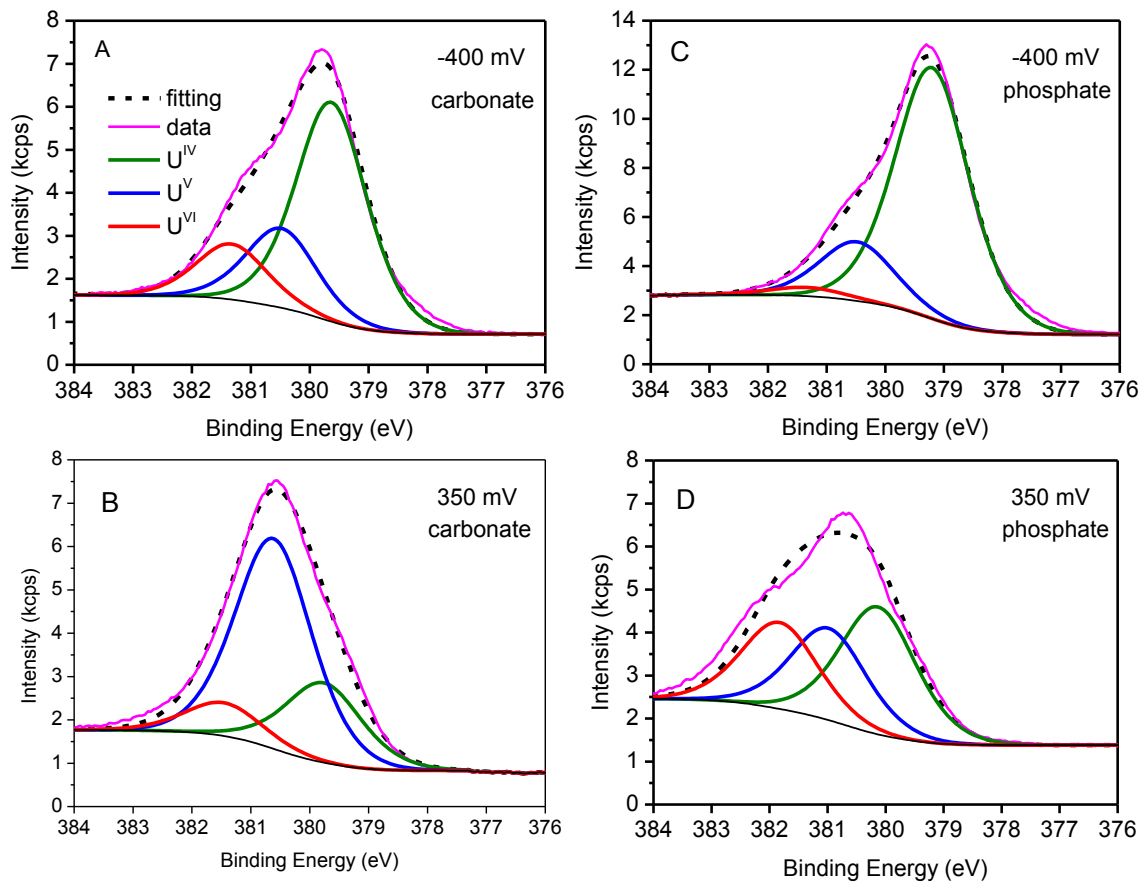 A
-400 mV
carbonate
fitting
data
U^IV
U^V
U^VI
8
7
6
5
4
3
2
1
0
Intensity (kcps)
384 383 382 381 380 379 378 377 376
Binding Energy (eV)
C
-400 mV
phosphate
14
12
10
8
6
4
2
0
Intensity (kcps)
384 383 382 381 380 379 378 377 376
Binding Energy (eV)
B
350 mV
carbonate
8
7
6
5
4
3
2
1
0
Intensity (kcps)
384 383 382 381 380 379 378 377 376
Binding Energy (eV)
D
350 mV
phosphate
8
7
6
5
4
3
2
1
0
Intensity (kcps)
384 383 382 381 380 379 378 377 376
Binding Energy (eV)